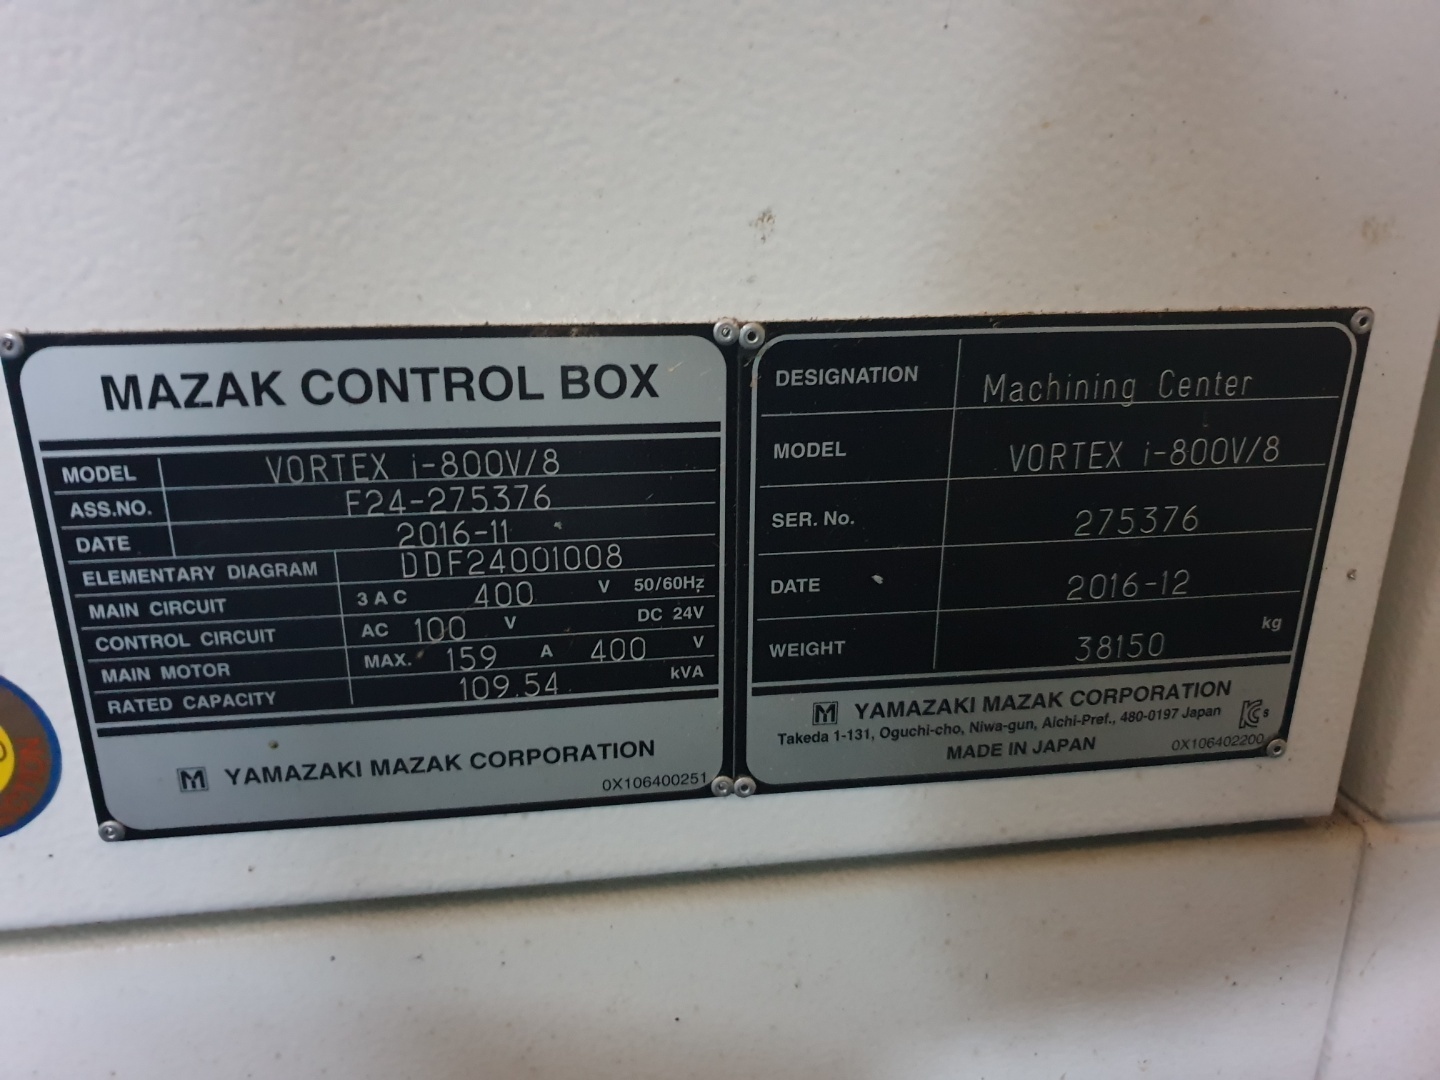 MAZAK CONTROL BOX
MODEL VORTEX i-800V/8
ASS.NO. F24-275376
DATE 2016-11
ELEMENTARY DIAGRAM DDF24001008
MAIN CIRCUIT 3 AC 400 V 50/60Hz
CONTROL CIRCUIT AC 100 V DC 24V
MAIN MOTOR MAX. 159 A 400 V
RATED CAPACITY 109.54 kVA
M YAMAZAKI MAZAK CORPORATION
0X106400251
DESIGNATION Machining Center
MODEL VORTEX i-800V/8
SER. No. 275376
DATE 2016-12
WEIGHT 38150 kg
M YAMAZAKI MAZAK CORPORATION
Takeda 1-131, Oguchi-cho, Niwa-gun, Aichi-Pref., 480-0197 Japan
MADE IN JAPAN
KCs
0X106402200